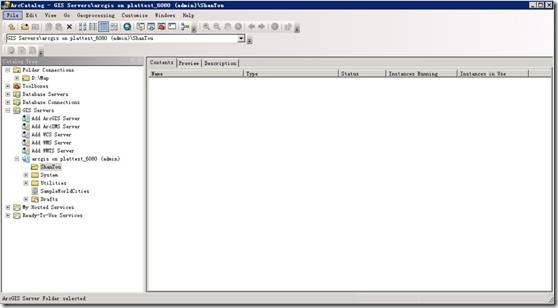 ArcCatalog - GIS Servers\arcgis on plattest_6080 (admin)\ShanTou
File Edit View Go Geoprocessing Customize Windows Help
GIS Servers\arcgis on plattest_6080 (admin)\ShanTou
Catalog Tree
Folder Connections
D:\Map
Toolboxes
Database Servers
Database Connections
GIS Servers
Add ArcGIS Server
Add ArcIMS Server
Add WCS Server
Add WMS Server
Add WMTS Server
arcgis on plattest_6080 (admin)
ShanTou
System
Utilities
SampleWorldCities
Drafts
My Hosted Services
Ready-To-Use Services
Contents Preview Description
Name Type Status Instances Running Instances in Use
ArcGIS Server Folder selected